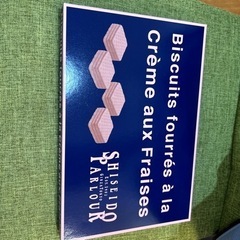 Biscuits fourrés à la
Crème aux Fraises
SHISEIDO
PARLOUR